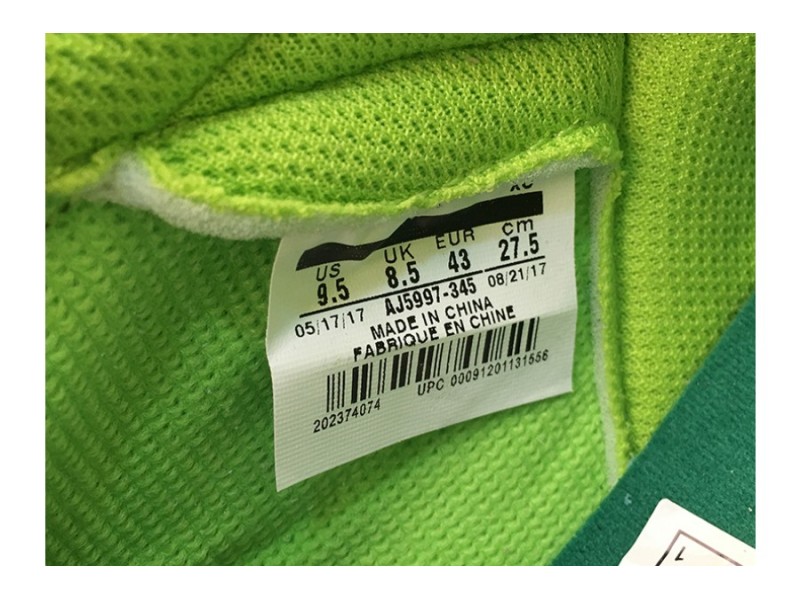 US UK EUR cm
9.5 8.5 43 27.5
05/17/17 AJ5997-345 08/21/17
MADE IN CHINA
FABRIQUE EN CHINE
202374074 UPC 00091201131556